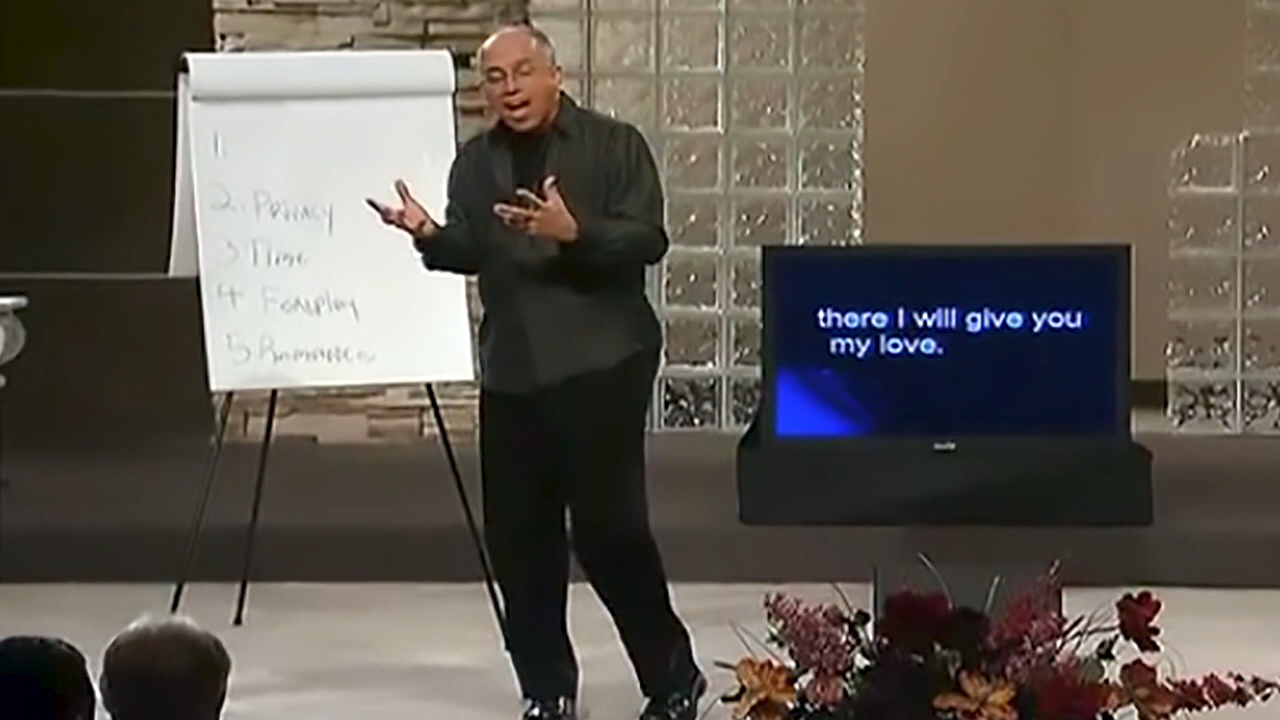 1.
2. Privacy
3. Time
4 Foreplay
5. Romance
there I will give you
my love.